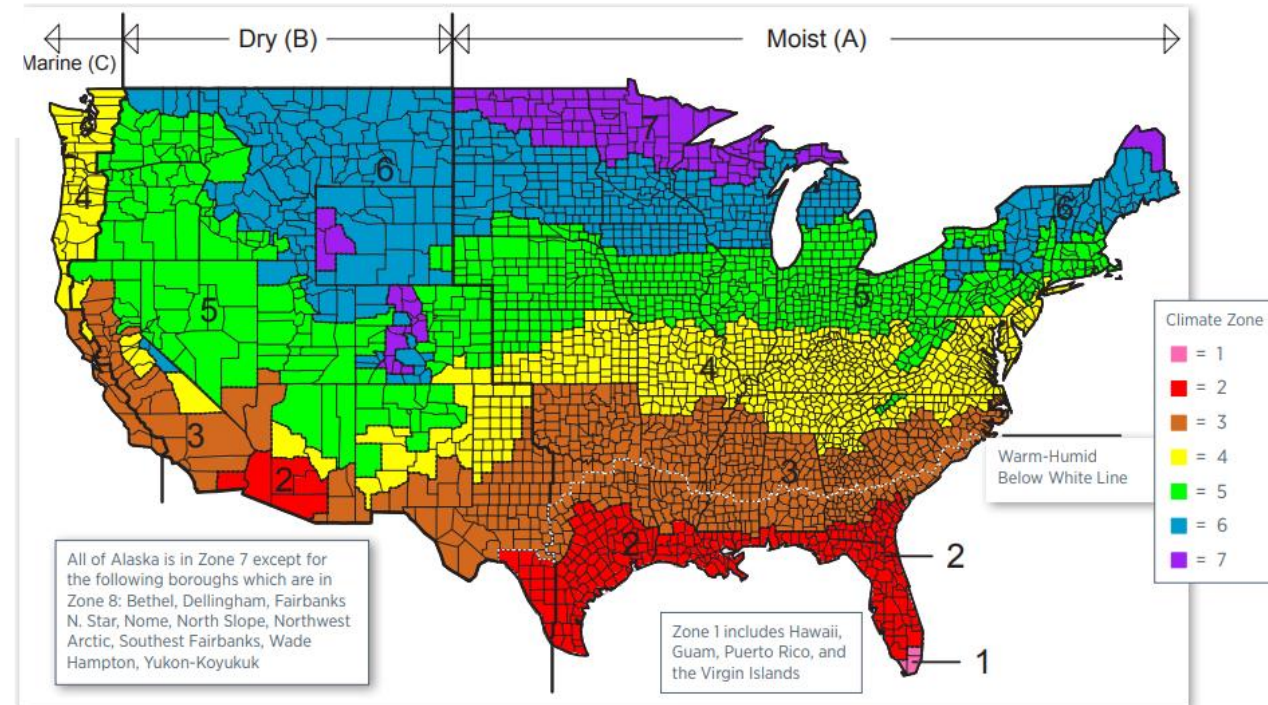 Dry (B)
Moist (A)
Marine (C)
7
6
4
6
5
5
4
3
3
2
2
2
1
Climate Zone
= 1
= 2
= 3
= 4
= 5
= 6
= 7
Warm-Humid
Below White Line
All of Alaska is in Zone 7 except for
the following boroughs which are in
Zone 8: Bethel, Dellingham, Fairbanks
N. Star, Nome, North Slope, Northwest
Arctic, Southest Fairbanks, Wade
Hampton, Yukon-Koyukuk
Zone 1 includes Hawaii,
Guam, Puerto Rico, and
the Virgin Islands